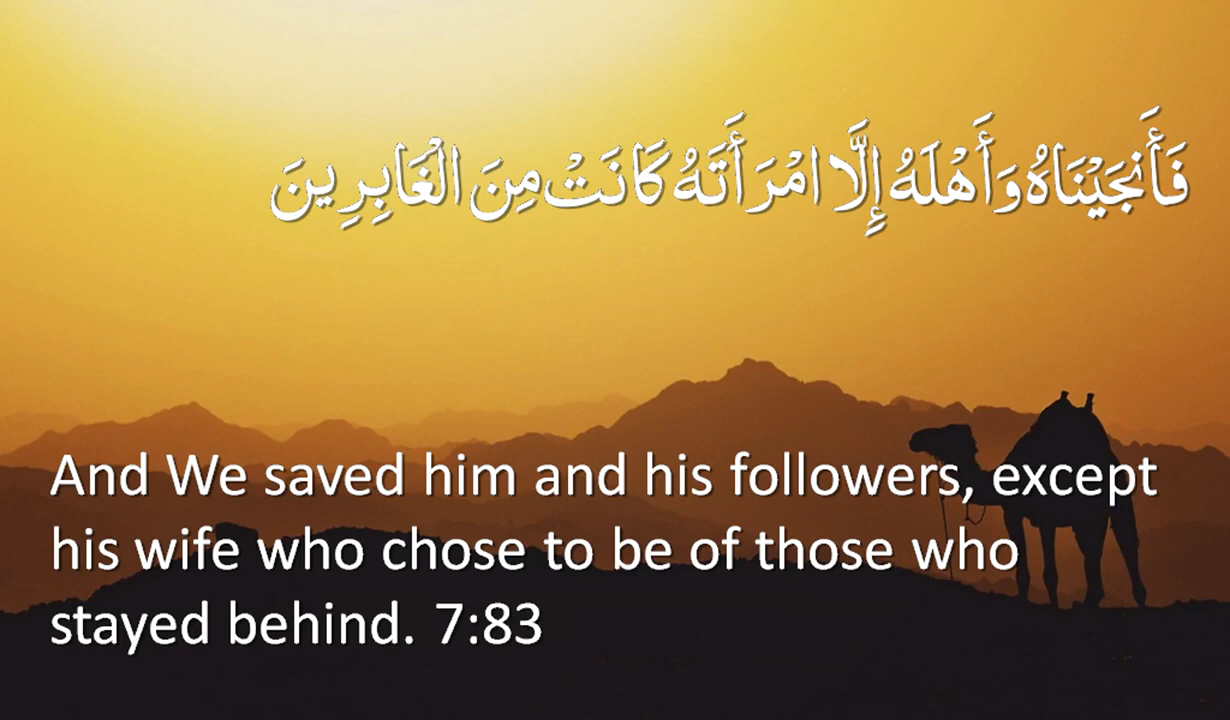 فَأَنجَيْنَاهُ وَأَهْلَهُ إِلَّا امْرَأَتَهُ كَانَتْ مِنَ الْغَابِرِينَ
And We saved him and his followers, except
his wife who chose to be of those who
stayed behind. 7:83